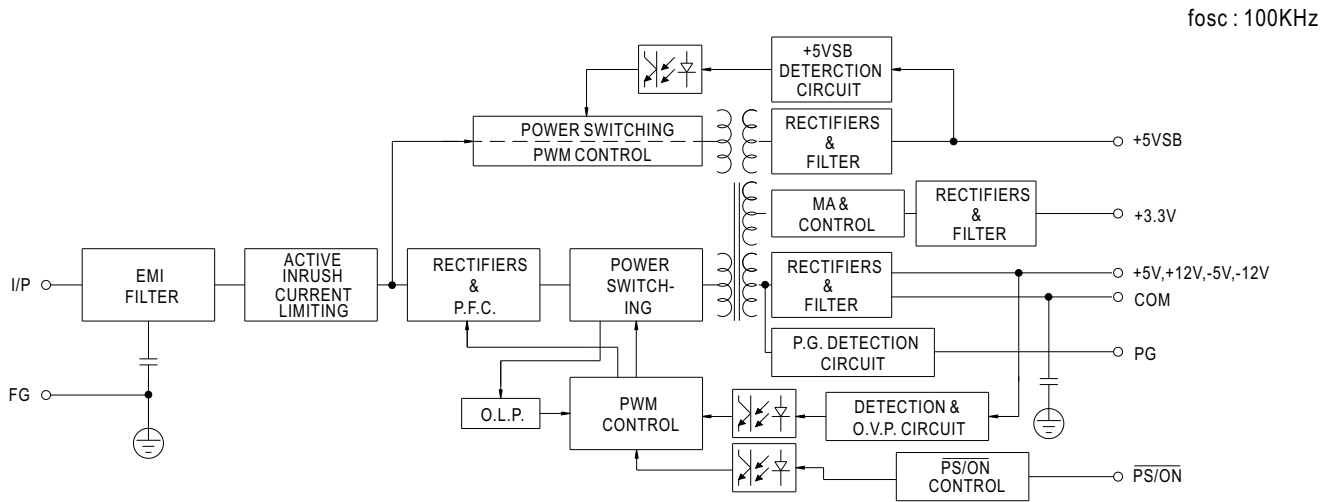 fosc : 100KHz
+5VSB
DETERCTION
CIRCUIT
POWER SWITCHING
PWM CONTROL
RECTIFIERS
&
FILTER
+5VSB
MA &
CONTROL
RECTIFIERS
&
FILTER
+3.3V
I/P
EMI
FILTER
ACTIVE
INRUSH
CURRENT
LIMITING
RECTIFIERS
&
P.F.C.
POWER
SWITCH-
ING
RECTIFIERS
&
FILTER
+5V,+12V,-5V,-12V
COM
P.G. DETECTION
CIRCUIT
PG
FG
O.L.P.
PWM
CONTROL
DETECTION &
O.V.P. CIRCUIT
PS/ON
CONTROL
PS/ON